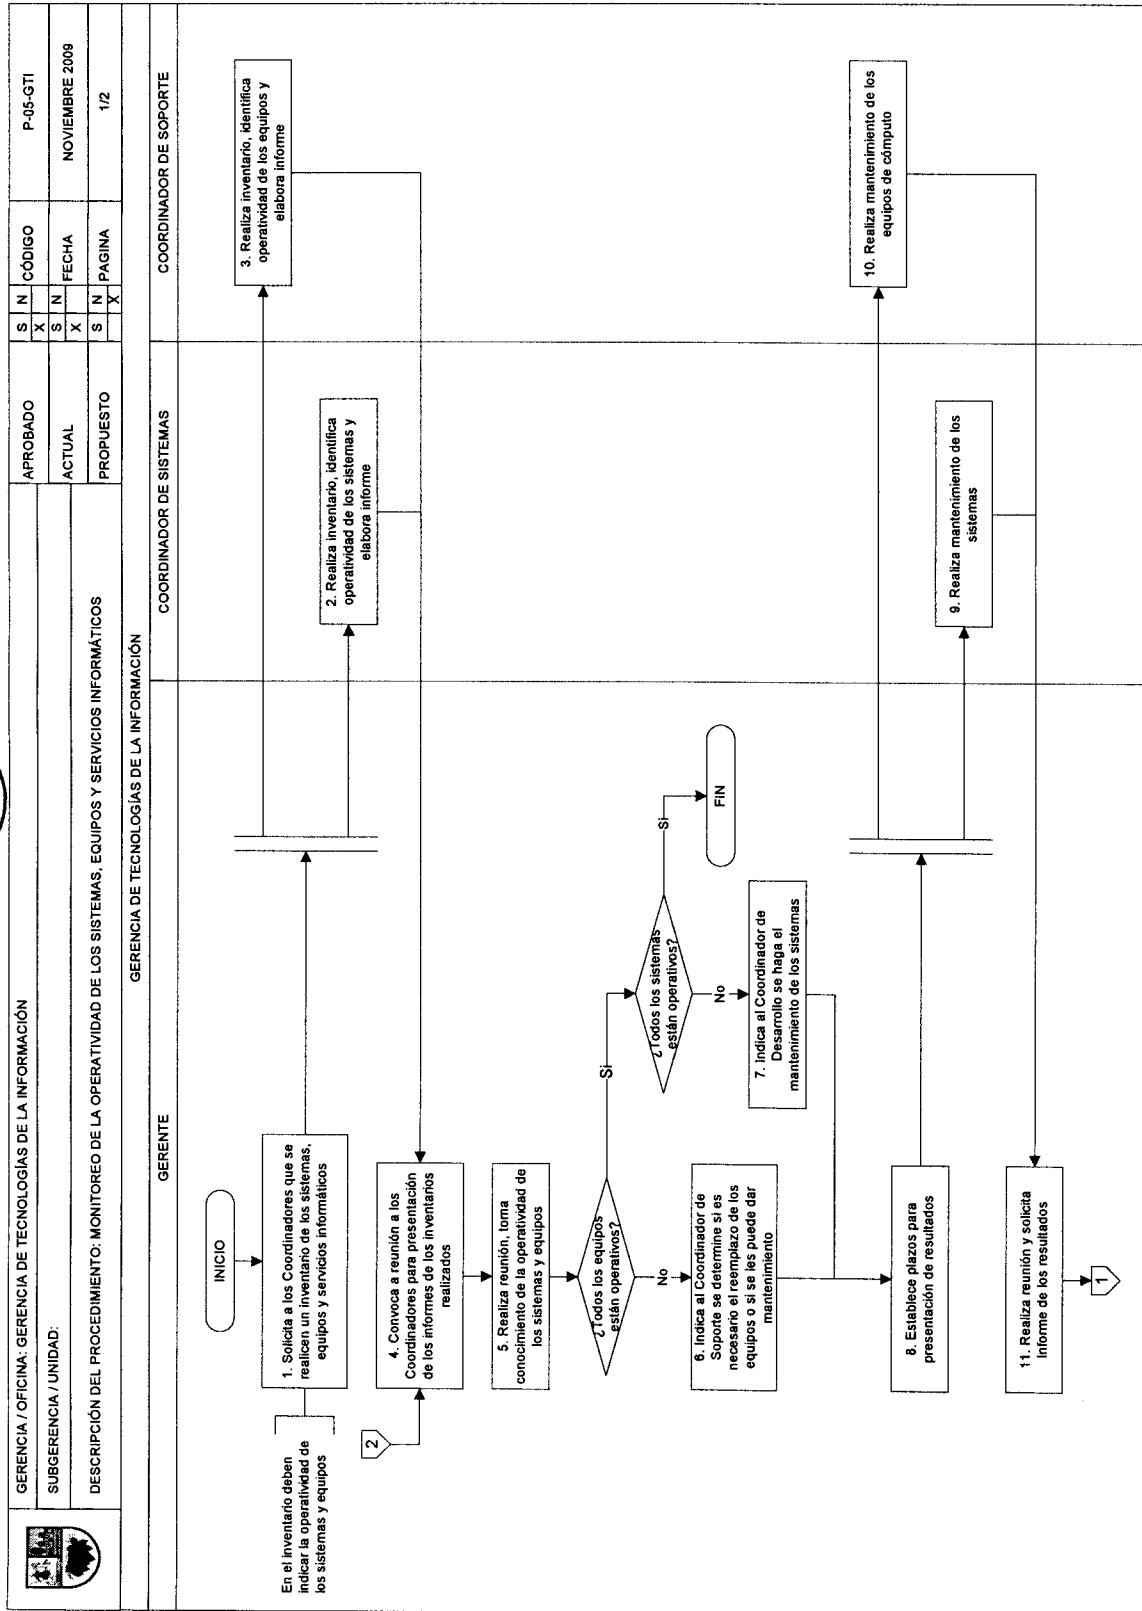 GERENCIA / OFICINA: GERENCIA DE TECNOLOGÍAS DE LA INFORMACIÓN
SUBGERENCIA / UNIDAD:
DESCRIPCIÓN DEL PROCEDIMIENTO: MONITOREO DE LA OPERATIVIDAD DE LOS SISTEMAS, EQUIPOS Y SERVICIOS INFORMÁTICOS
APROBADO
S N
X
CÓDIGO
P-05-GTI
ACTUAL
S N
X
FECHA
NOVIEMBRE 2009
PROPUESTO
S N
X
PAGINA
1/2
GERENCIA DE TECNOLOGÍAS DE LA INFORMACIÓN
GERENTE
COORDINADOR DE SISTEMAS
COORDINADOR DE SOPORTE
INICIO
En el inventario deben
indicar la operatividad de
los sistemas y equipos
1. Solicita a los Coordinadores que se
realicen un inventario de los sistemas,
equipos y servicios informáticos
2. Realiza inventario, identifica
operatividad de los sistemas y
elabora informe
3. Realiza inventario, identifica
operatividad de los equipos y
elabora informe
2
4. Convoca a reunión a los
Coordinadores para presentación
de los informes de los inventarios
realizados
5. Realiza reunión, toma
conocimiento de la operatividad de
los sistemas y equipos
¿Todos los equipos
están operativos?
Si
No
¿Todos los sistemas
están operativos?
Si
No
FIN
6. Indica al Coordinador de
Soporte se determine si es
necesario el reemplazo de los
equipos o si se les puede dar
mantenimiento
7. Indica al Coordinador de
Desarrollo se haga el
mantenimiento de los sistemas
8. Establece plazos para
presentación de resultados
9. Realiza mantenimiento de los
sistemas
10. Realiza mantenimiento de los
equipos de cómputo
11. Realiza reunión y solicita
Informe de los resultados
1